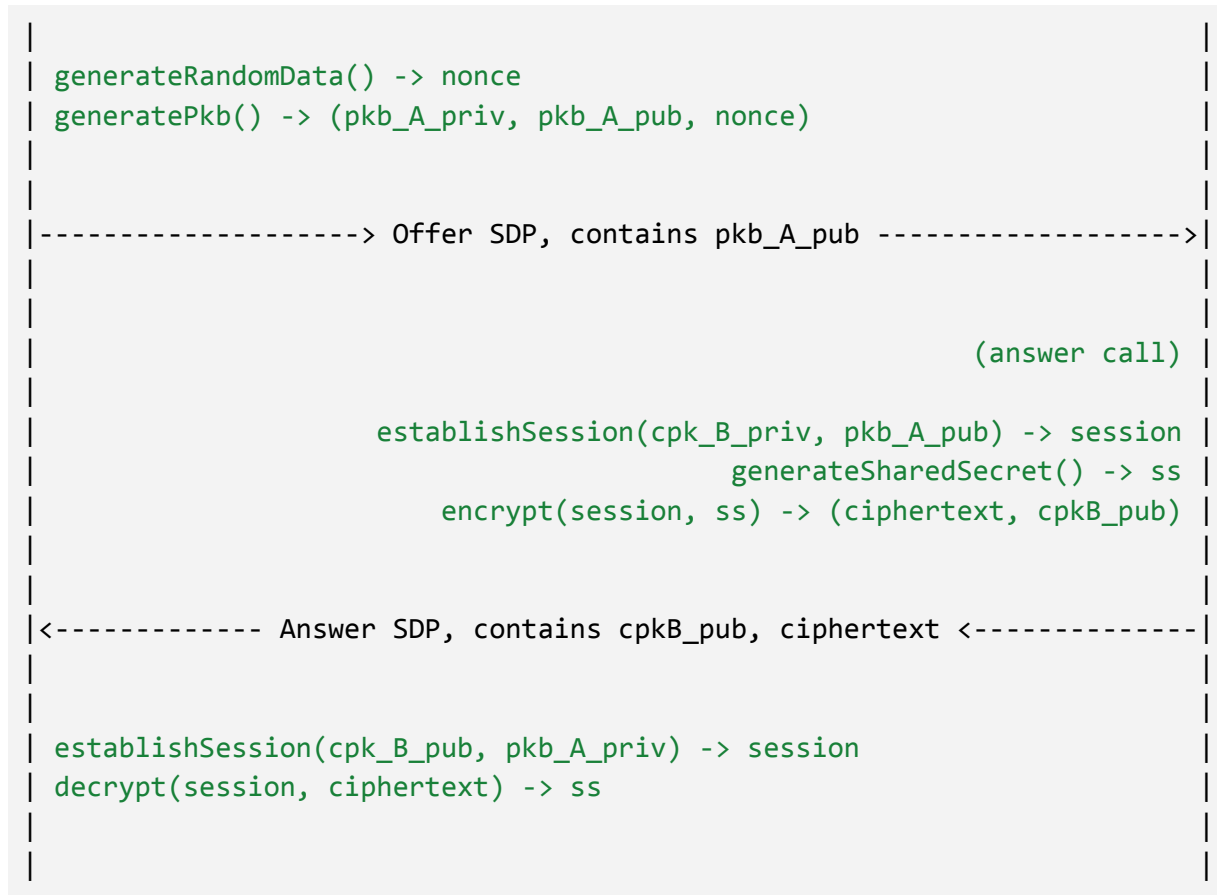 generateRandomData() -> nonce
generatePkb() -> (pkb_A_priv, pkb_A_pub, nonce)
|--------------------> Offer SDP, contains pkb_A_pub ------------------->|
(answer call)
establishSession(cpk_B_priv, pkb_A_pub) -> session
generateSharedSecret() -> ss
encrypt(session, ss) -> (ciphertext, cpkB_pub)
|<------------- Answer SDP, contains cpkB_pub, ciphertext <--------------|
establishSession(cpk_B_pub, pkb_A_priv) -> session
decrypt(session, ciphertext) -> ss